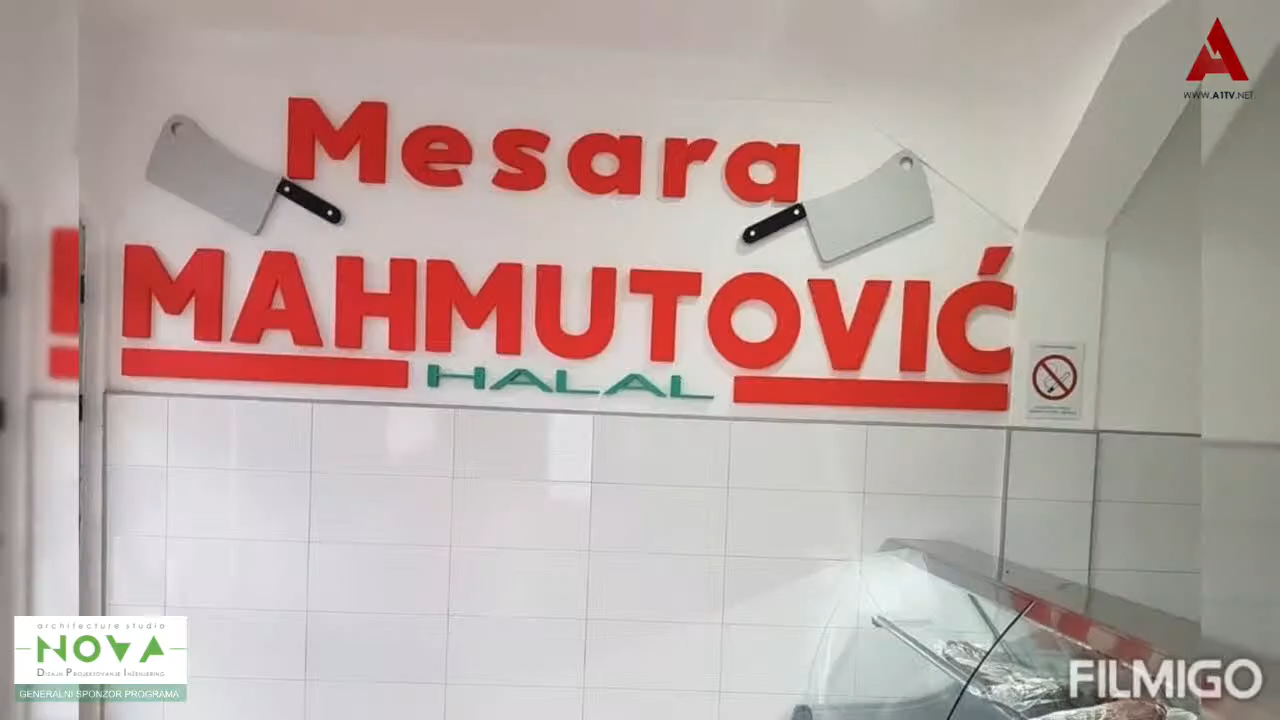 Mesara
MAHMUTOVIĆ
HALAL
WWW.A1TV.NET
architecture studio
NOVA
Dizajn Projektovanje Inženjering
GENERALNI SPONZOR PROGRAMA
FILMIGO